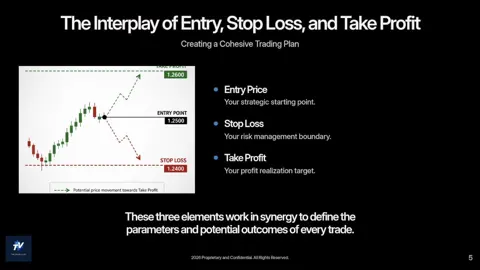 The Interplay of Entry, Stop Loss, and Take Profit
Creating a Cohesive Trading Plan
TAKE PROFIT
1.2600
ENTRY POINT
1.2500
STOP LOSS
1.2400
Potential price movement towards Take Profit
Entry Price
Your strategic starting point.
Stop Loss
Your risk management boundary.
Take Profit
Your profit realization target.
These three elements work in synergy to define the
parameters and potential outcomes of every trade.
2026 Proprietary and Confidential. All Rights Reserved.
5